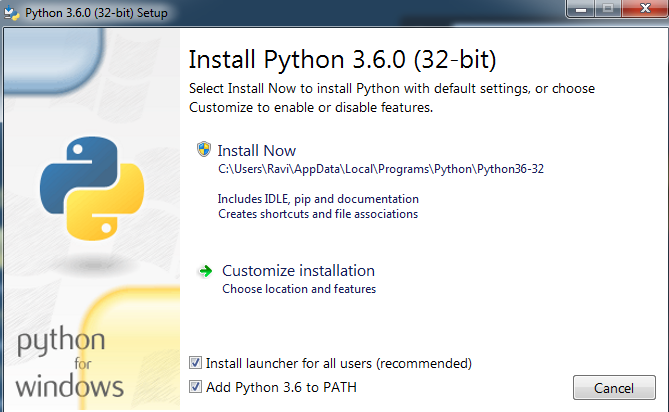 Python 3.6.0 (32-bit) Setup
Install Python 3.6.0 (32-bit)
Select Install Now to install Python with default settings, or choose
Customize to enable or disable features.
Install Now
C:\Users\Ravi\AppData\Local\Programs\Python\Python36-32
Includes IDLE, pip and documentation
Creates shortcuts and file associations
Customize installation
Choose location and features
python
for
windows
Install launcher for all users (recommended)
Add Python 3.6 to PATH
Cancel